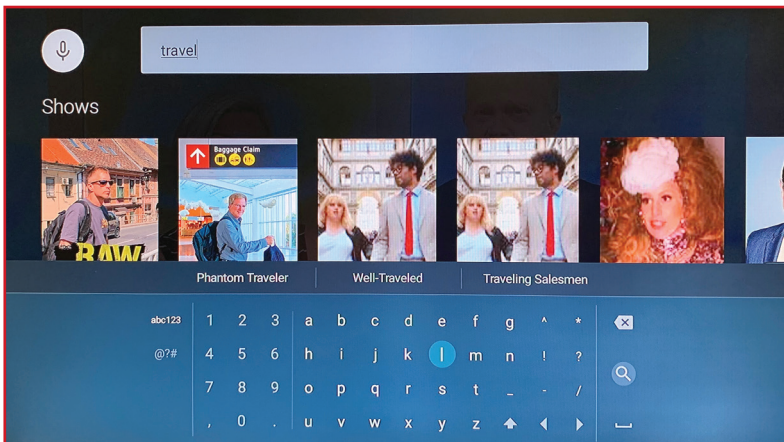 travel
Shows
Baggage Claim
RAW
Phantom Traveler
Well-Traveled
Traveling Salesmen
abc123 1 2 3 a b c d e f g ^ *
@?# 4 5 6 h i j k l m n ! ?
7 8 9 o p q r s t _ - /
, 0 . u v w x y z